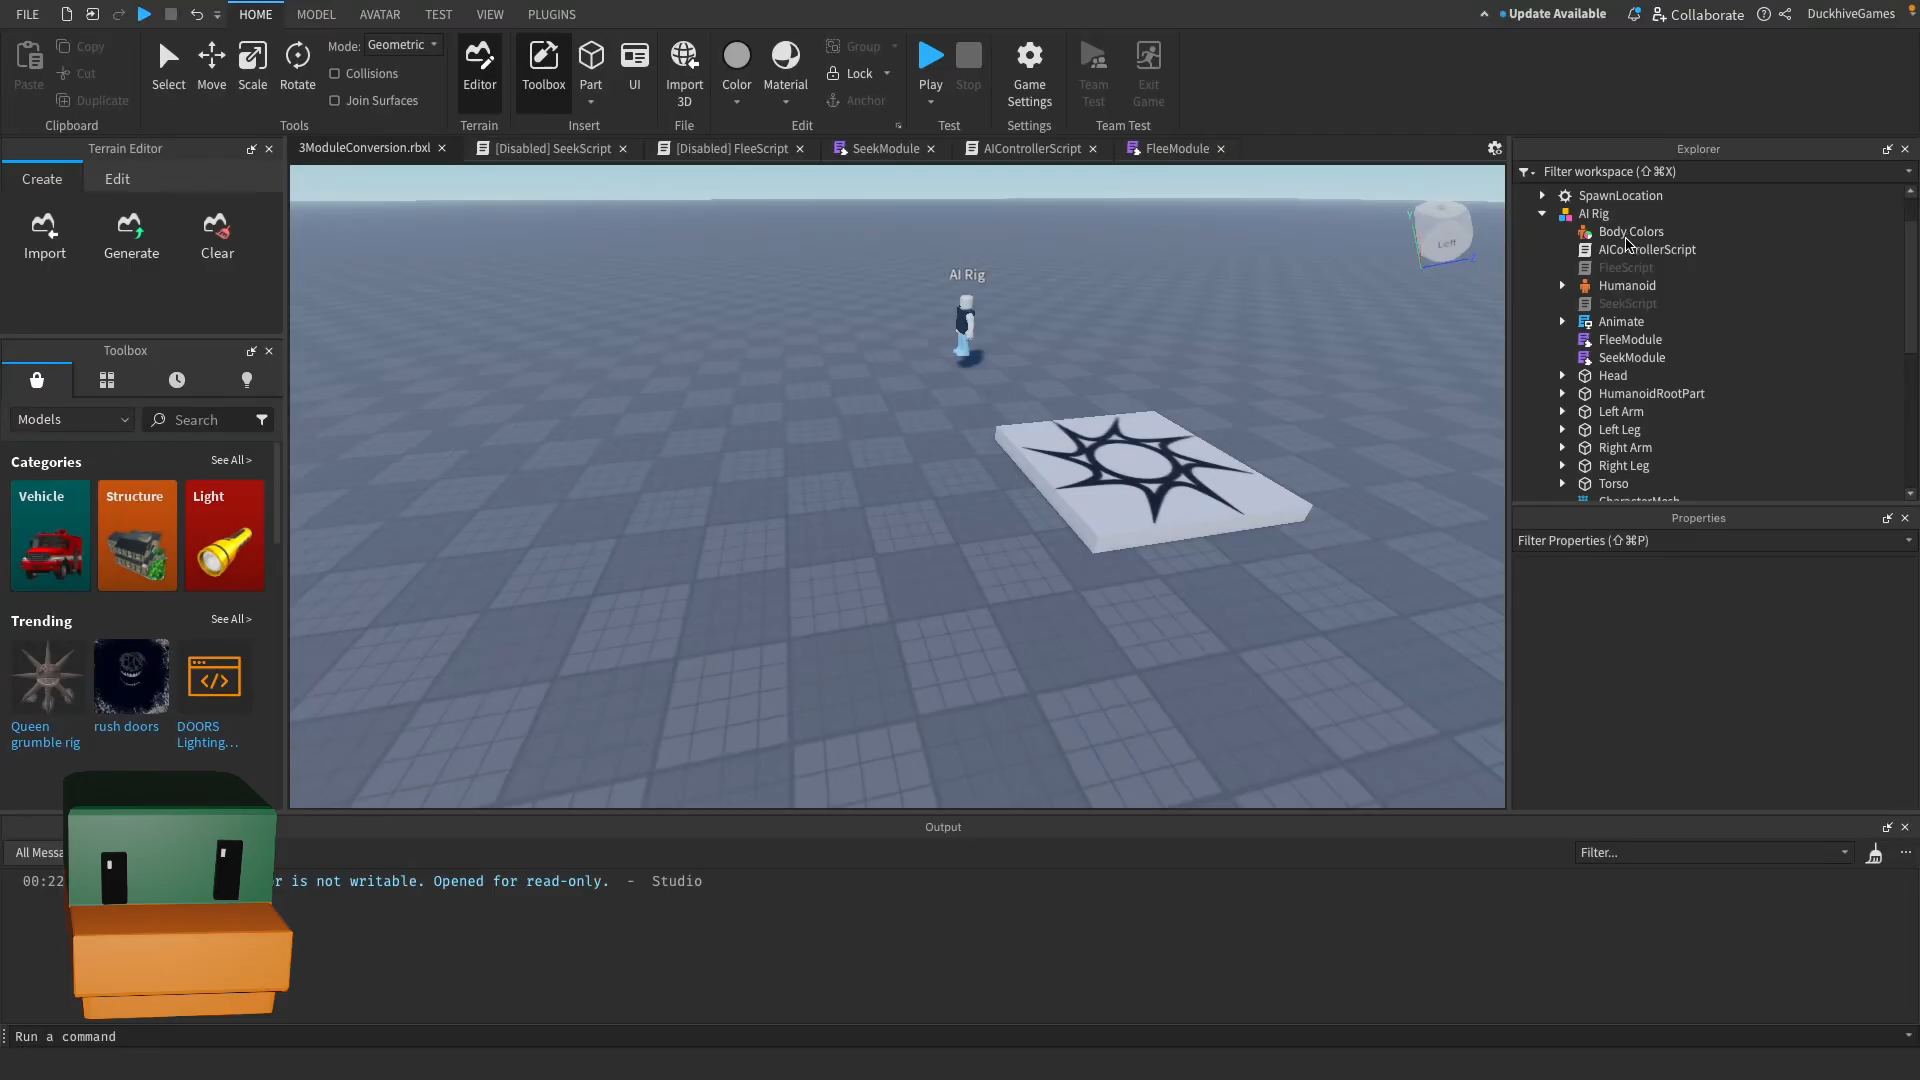 FILE
HOME
MODEL
AVATAR
TEST
VIEW
PLUGINS
Update Available
Collaborate
DuckhiveGames
Paste
Copy
Cut
Duplicate
Clipboard
Select
Move
Scale
Rotate
Mode: Geometric
Collisions
Join Surfaces
Tools
Editor
Terrain
Toolbox
Part
UI
Insert
Import
3D
File
Color
Material
Group
Lock
Anchor
Edit
Play
Stop
Test
Game
Settings
Settings
Team
Test
Exit
Game
Team Test
Terrain Editor
Create
Edit
Import
Generate
Clear
3ModuleConversion.rbxl
[Disabled] SeekScript
[Disabled] FleeScript
SeekModule
AIControllerScript
FleeModule
AI Rig
Y
Left
Z
Toolbox
Models
Search
Categories
See All >
Vehicle
Structure
Light
Trending
See All >
Queen
grumble rig
rush doors
DOORS
Lighting...
Explorer
Filter workspace (⇧⌘X)
SpawnLocation
AI Rig
Body Colors
AIControllerScript
FleeScript
Humanoid
SeekScript
Animate
FleeModule
SeekModule
Head
HumanoidRootPart
Left Arm
Left Leg
Right Arm
Right Leg
Torso
CharacterMesh
Properties
Filter Properties (⇧⌘P)
Output
All Messa
Filter...
00:22
r is not writable. Opened for read-only. - Studio
Run a command